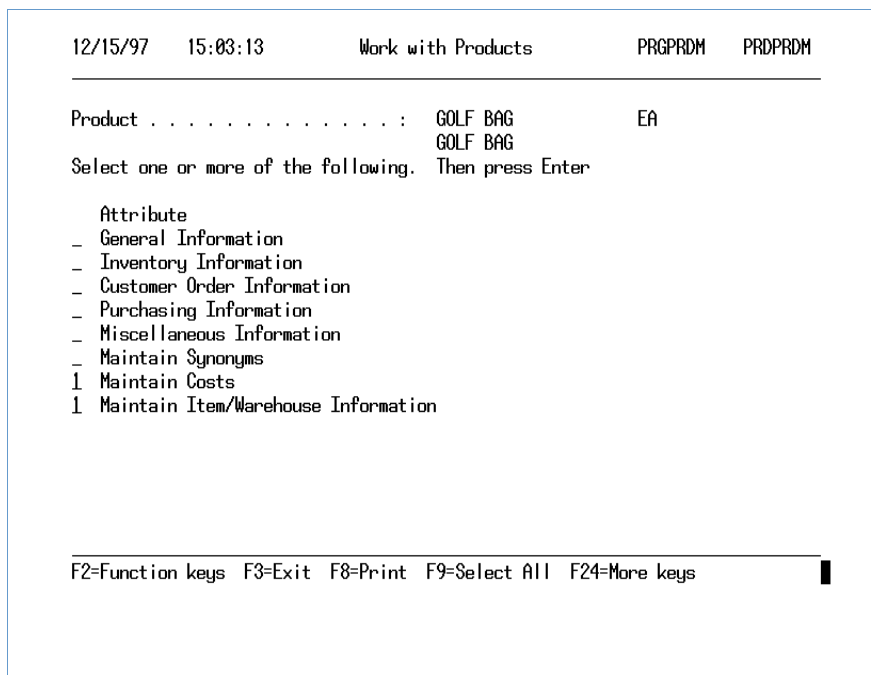 12/15/97 15:03:13 Work with Products PRGPRDM PRDPRDM
Product . . . . . . . . . . . . . : GOLF BAG EA
GOLF BAG
Select one or more of the following. Then press Enter
Attribute
_ General Information
_ Inventory Information
_ Customer Order Information
_ Purchasing Information
_ Miscellaneous Information
_ Maintain Synonyms
1 Maintain Costs
1 Maintain Item/Warehouse Information
F2=Function keys F3=Exit F8=Print F9=Select All F24=More keys